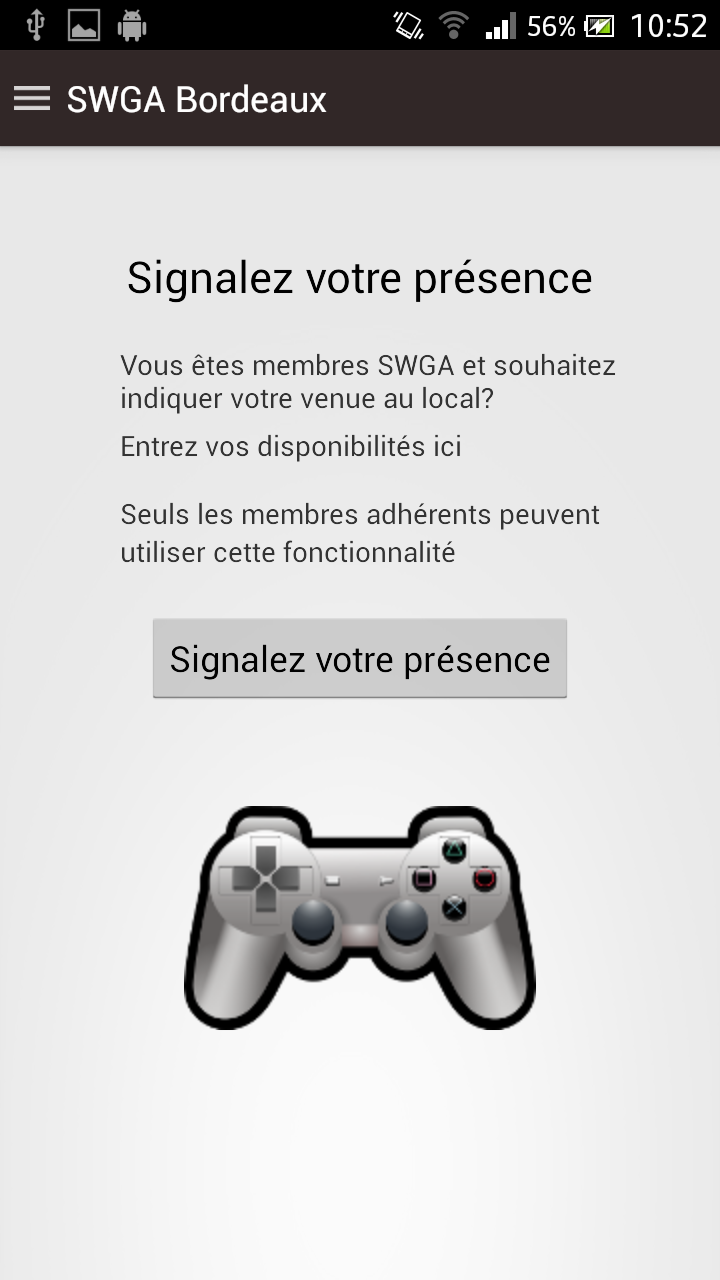 56% 10:52
SWGA Bordeaux
Signalez votre présence
Vous êtes membres SWGA et souhaitez
indiquer votre venue au local?
Entrez vos disponibilités ici
Seuls les membres adhérents peuvent
utiliser cette fonctionnalité
Signalez votre présence